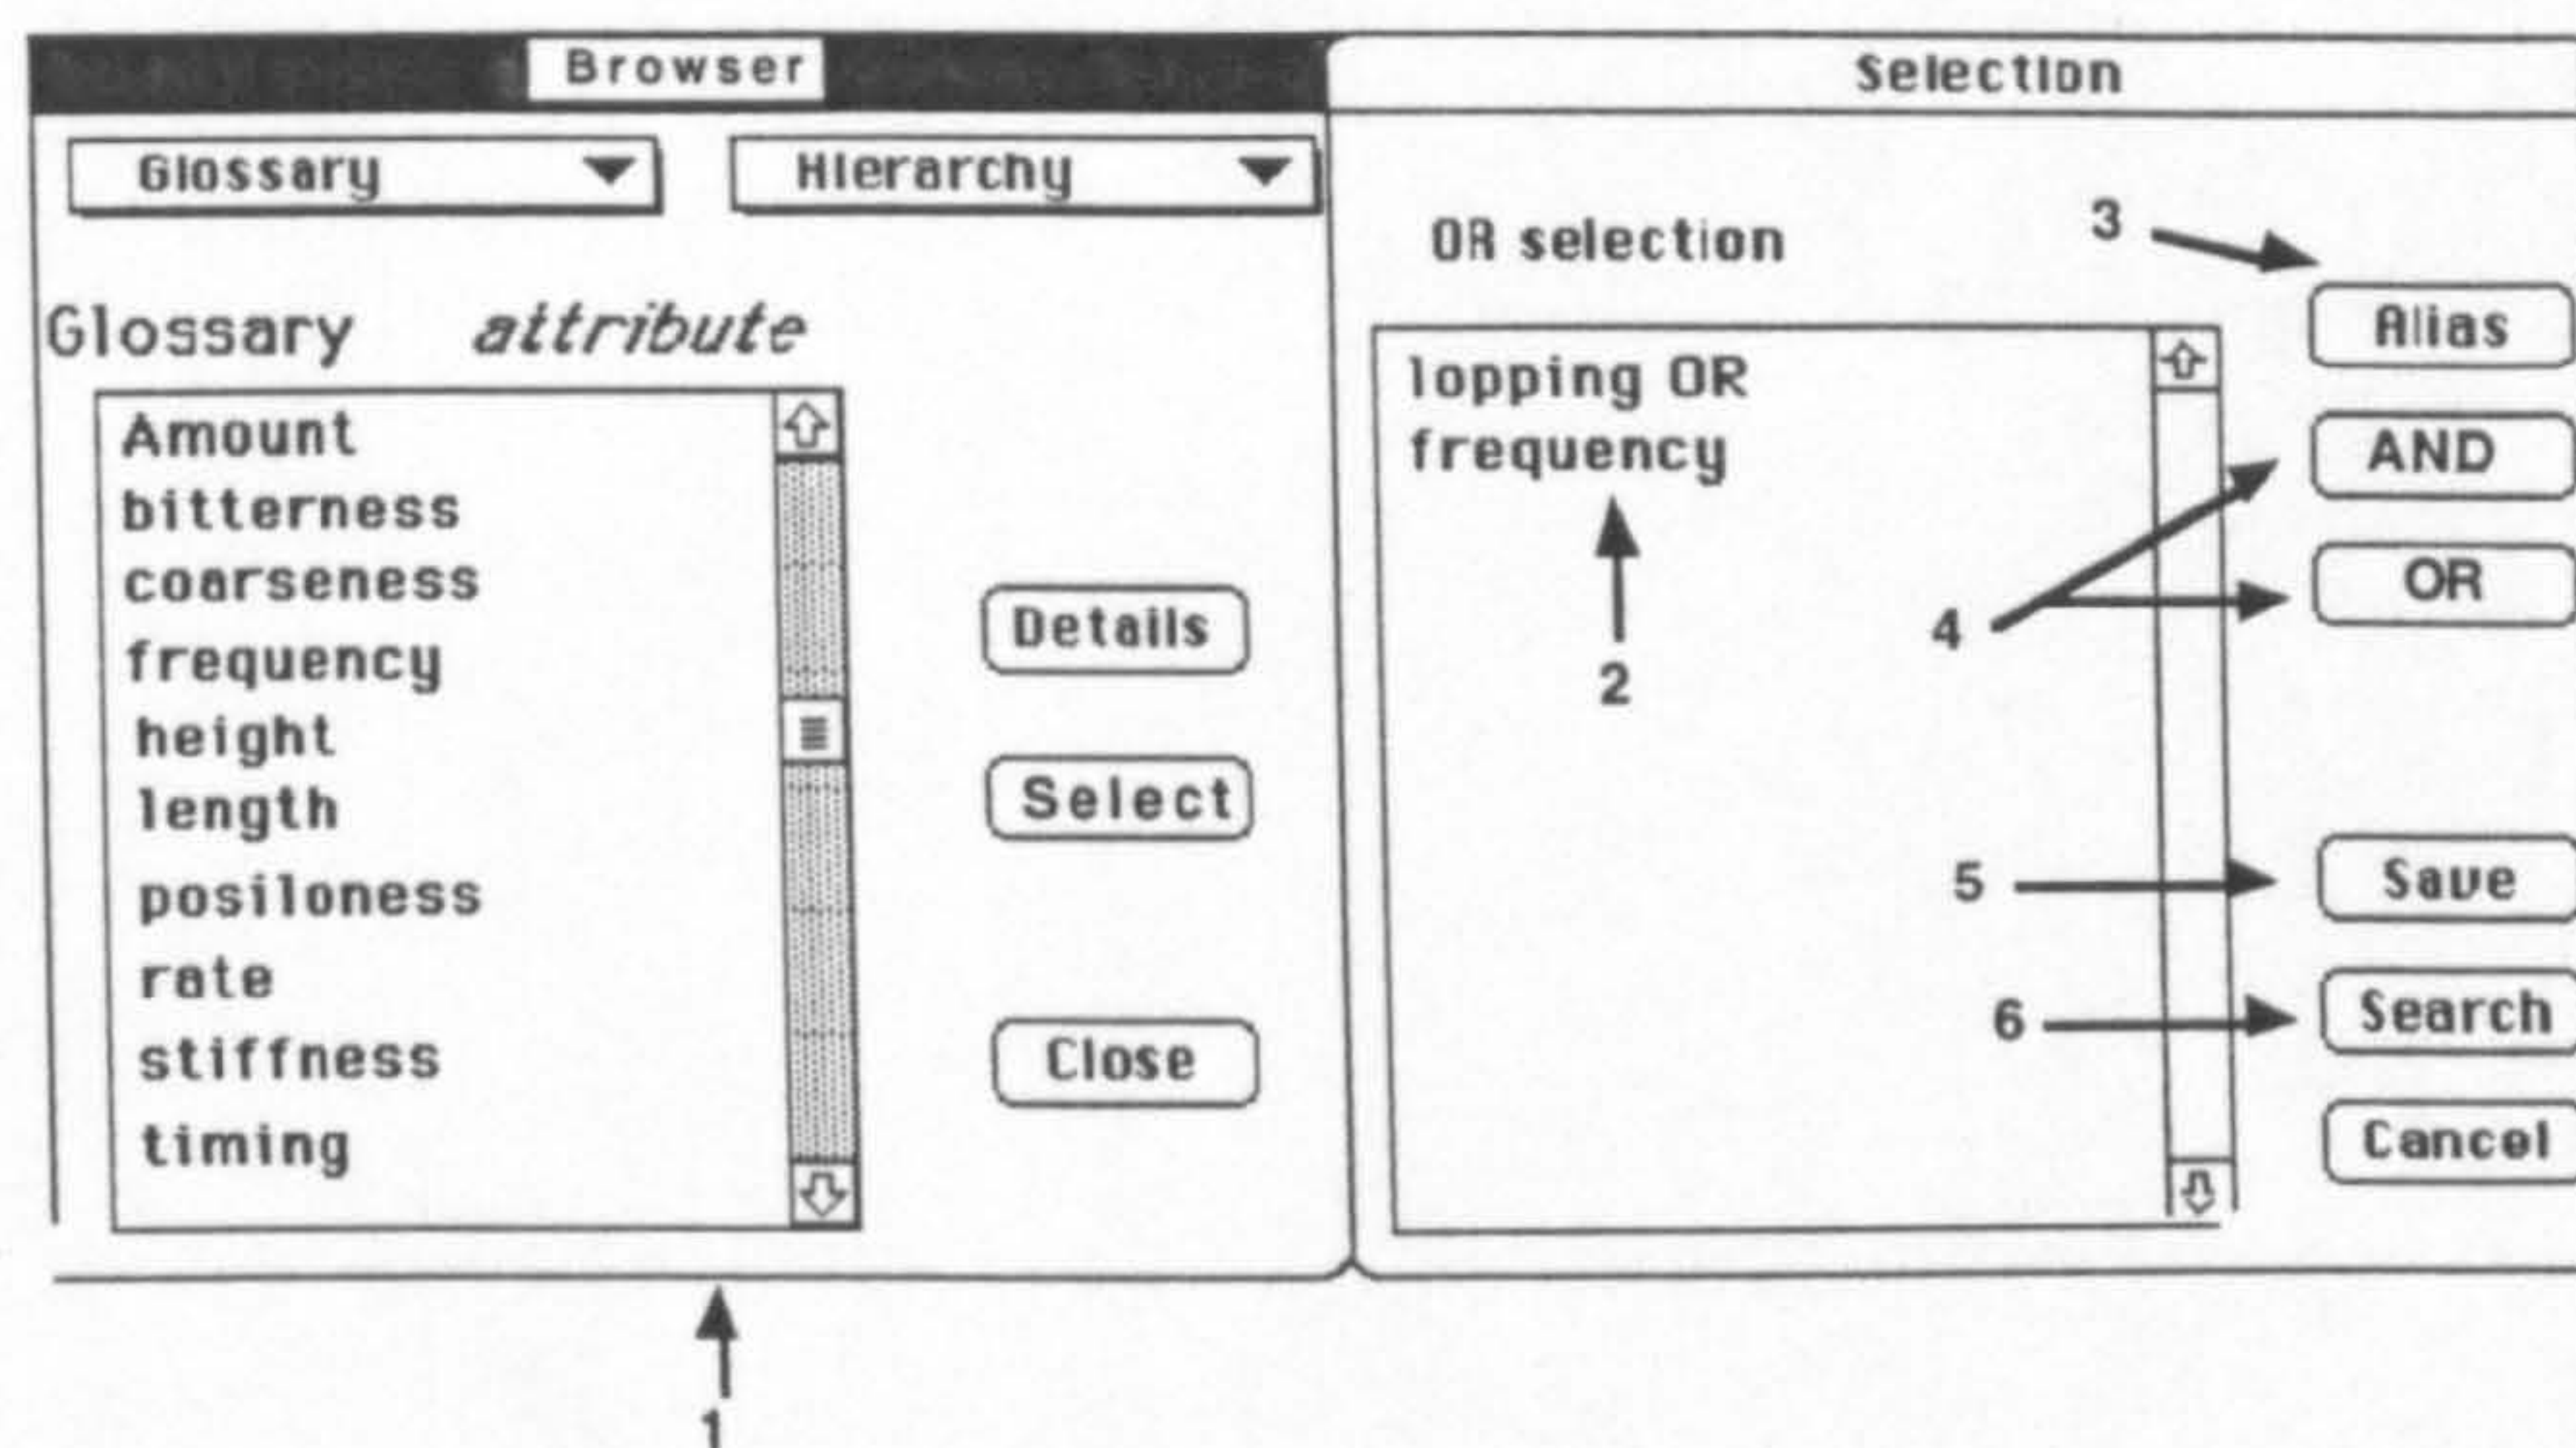 Browser
Selection
Glossary
Hierarchy
Glossary attribute
Amount
bitterness
coarseness
frequency
height
length
posiloness
rate
stiffness
timing
Details
Select
Close
1
OR selection
lopping OR
frequency
2
3
Alias
4
AND
OR
5
Save
6
Search
Cancel